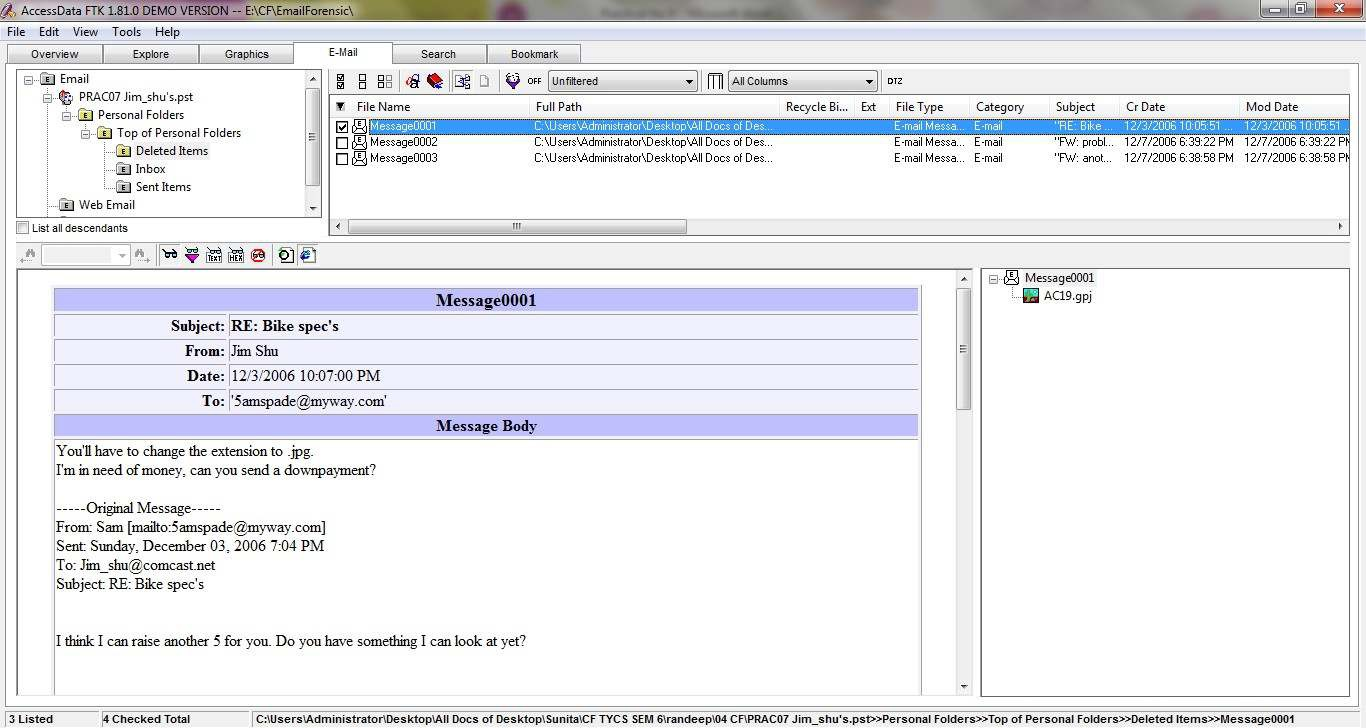 AccessData FTK 1.81.0 DEMO VERSION -- E:\CF\EmailForensic\
File Edit View Tools Help
Overview Explore Graphics E-Mail Search Bookmark
Email
PRAC07 Jim_shu's.pst
Personal Folders
Top of Personal Folders
Deleted Items
Inbox
Sent Items
Web Email
List all descendants
OFF Unfiltered All Columns DTZ
File Name Full Path Recycle Bi... Ext File Type Category Subject Cr Date Mod Date
Message0001 C:\Users\Administrator\Desktop\All Docs of Des... E-mail Messa... E-mail "RE: Bike ... 12/3/2006 10:05:51 ... 12/3/2006 10:05:51
Message0002 C:\Users\Administrator\Desktop\All Docs of Des... E-mail Messa... E-mail "FW: probl... 12/7/2006 6:39:22 PM 12/7/2006 6:39:22 PM
Message0003 C:\Users\Administrator\Desktop\All Docs of Des... E-mail Messa... E-mail "FW: anot... 12/7/2006 6:38:58 PM 12/7/2006 6:38:58 PM
TEXT HEX
Message0001
Subject: RE: Bike spec's
From: Jim Shu
Date: 12/3/2006 10:07:00 PM
To: '5amspade@myway.com'
Message Body
You'll have to change the extension to .jpg.
I'm in need of money, can you send a downpayment?
-----Original Message-----
From: Sam [mailto:5amspade@myway.com]
Sent: Sunday, December 03, 2006 7:04 PM
To: Jim_shu@comcast.net
Subject: RE: Bike spec's
I think I can raise another 5 for you. Do you have something I can look at yet?
Message0001
AC19.gpj
3 Listed 4 Checked Total C:\Users\Administrator\Desktop\All Docs of Desktop\Sunita\CF TYCS SEM 6\randeep\04 CF\PRAC07 Jim_shu's.pst>>Personal Folders>>Top of Personal Folders>>Deleted Items>>Message0001